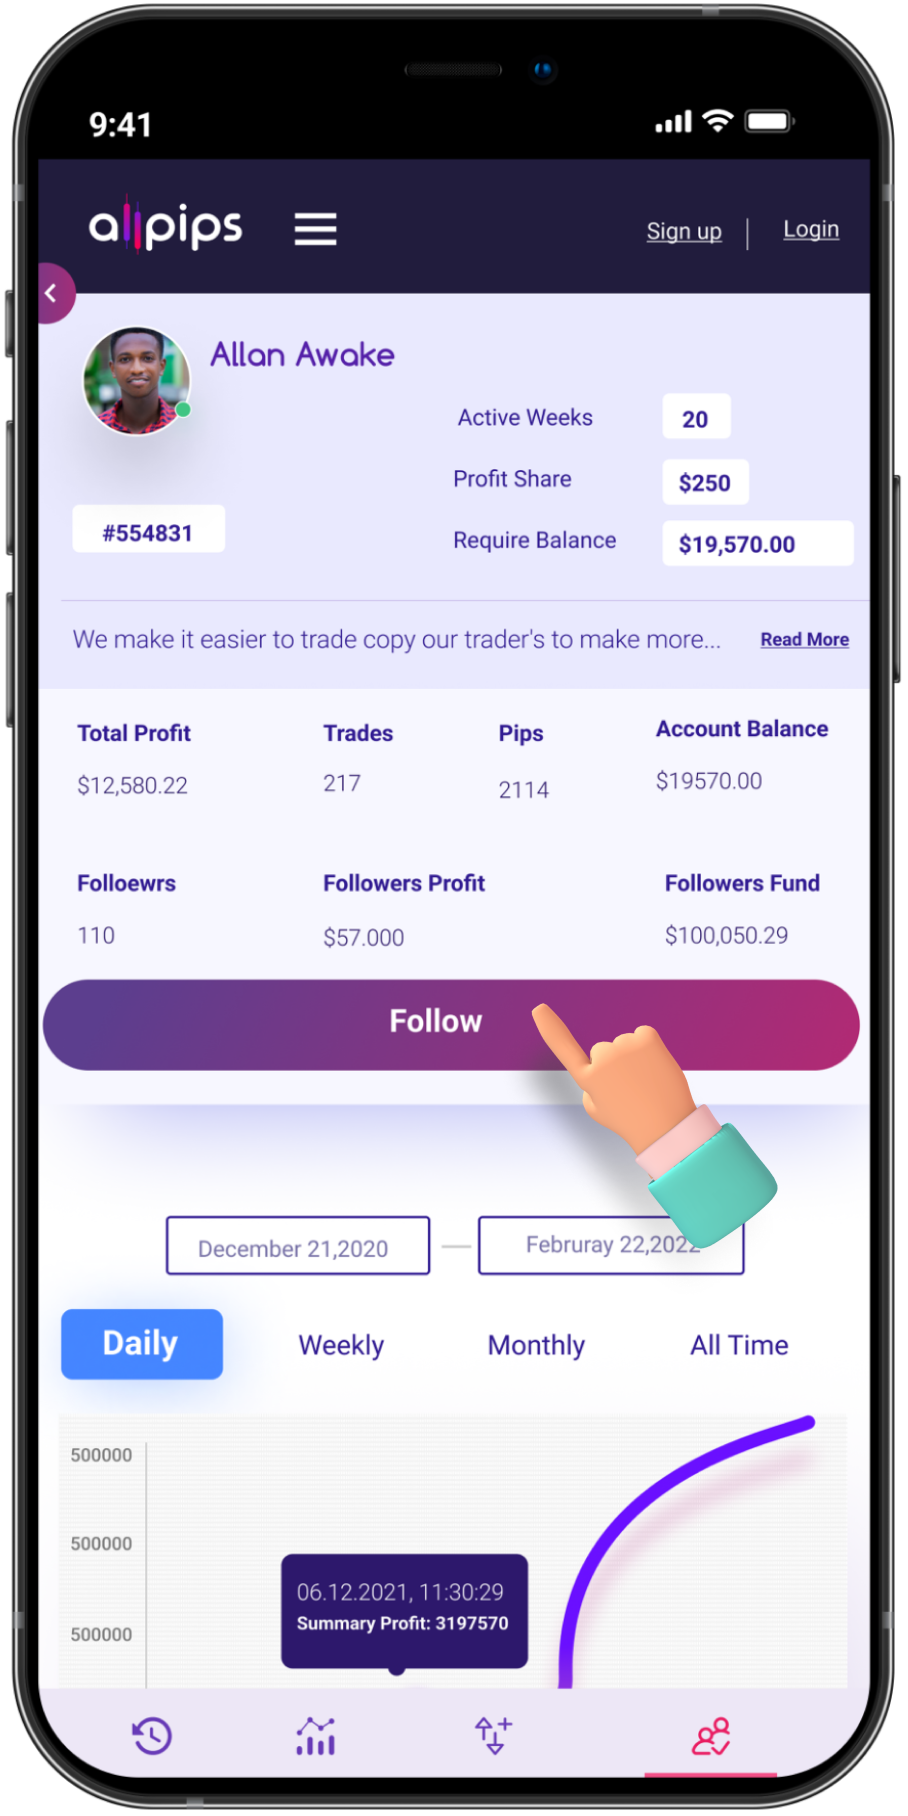 9:41
allpips
Sign up | Login
Allan Awake
Active Weeks 20
Profit Share $250
#554831
Require Balance $19,570.00
We make it easier to trade copy our trader's to make more... Read More
Total Profit Trades Pips Account Balance
$12,580.22 217 2114 $19570.00
Folloewrs Followers Profit Followers Fund
110 $57.000 $100,050.29
Follow
December 21,2020 — Februray 22,2022
Daily Weekly Monthly All Time
500000
500000
06.12.2021, 11:30:29
Summary Profit: 3197570
500000